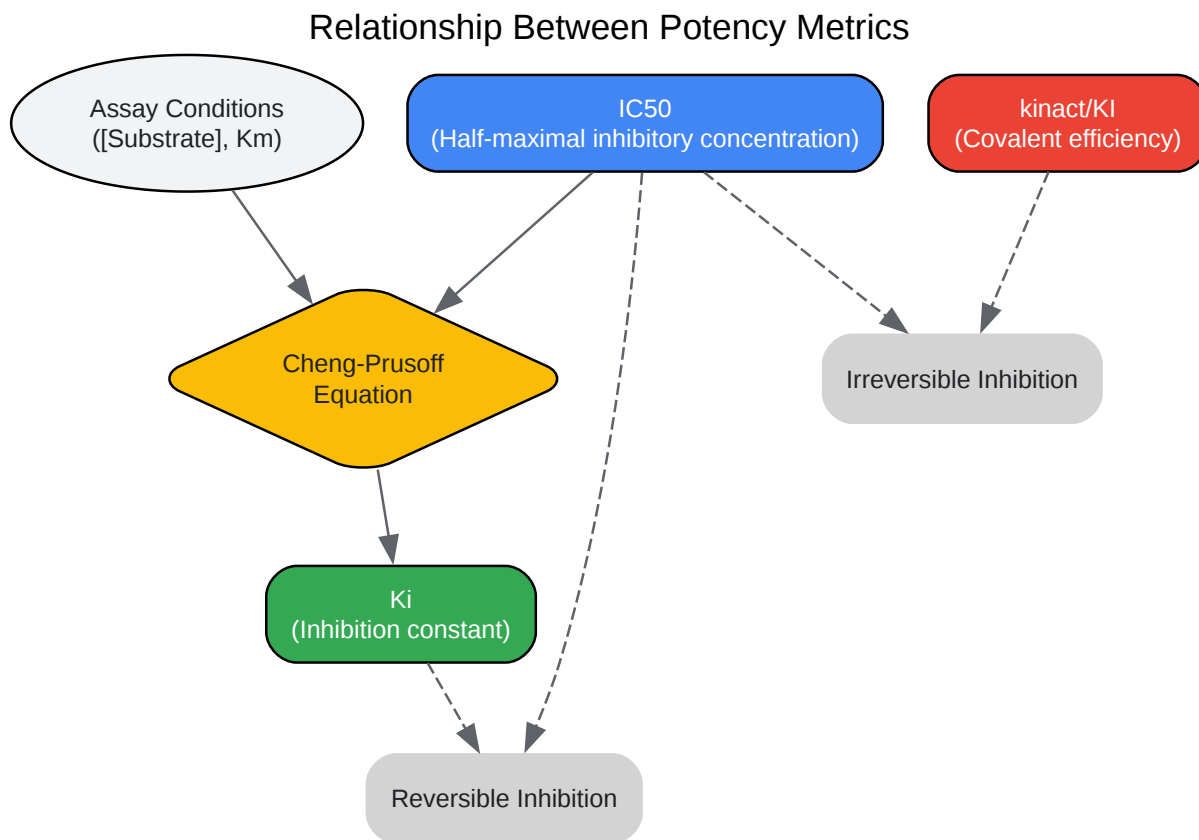 Relationship Between Potency Metrics
Assay Conditions
([Substrate], Km)
IC50
(Half-maximal inhibitory concentration)
kinact/KI
(Covalent efficiency)
Cheng-Prusoff
Equation
Irreversible Inhibition
Ki
(Inhibition constant)
Reversible Inhibition